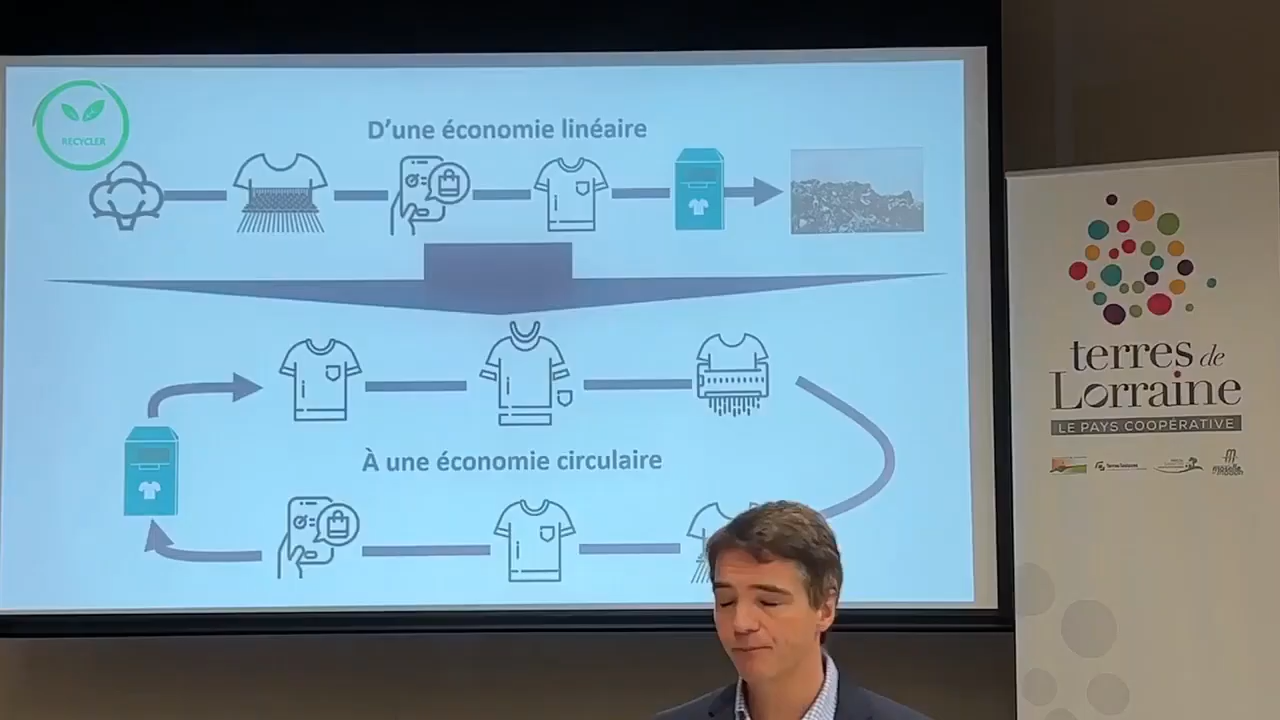 RECYCLER
D'une économie linéaire
À une économie circulaire
terres de
Lorraine
LE PAYS COOPÉRATIVE